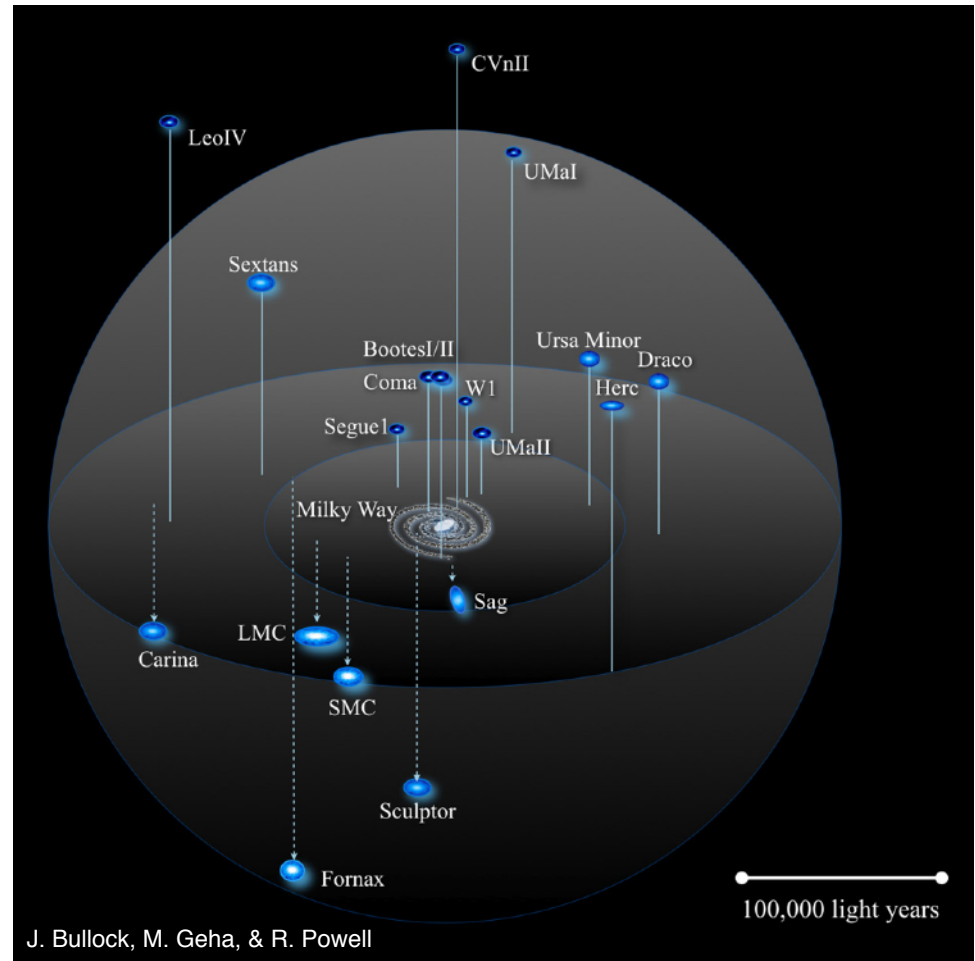 CVnII
LeoIV
UMaI
Sextans
Ursa Minor
BootesI/II
Draco
Coma
W1
Herc
Segue1
UMaII
Milky Way
Sag
LMC
Carina
SMC
Sculptor
Fornax
100,000 light years
J. Bullock, M. Geha, & R. Powell